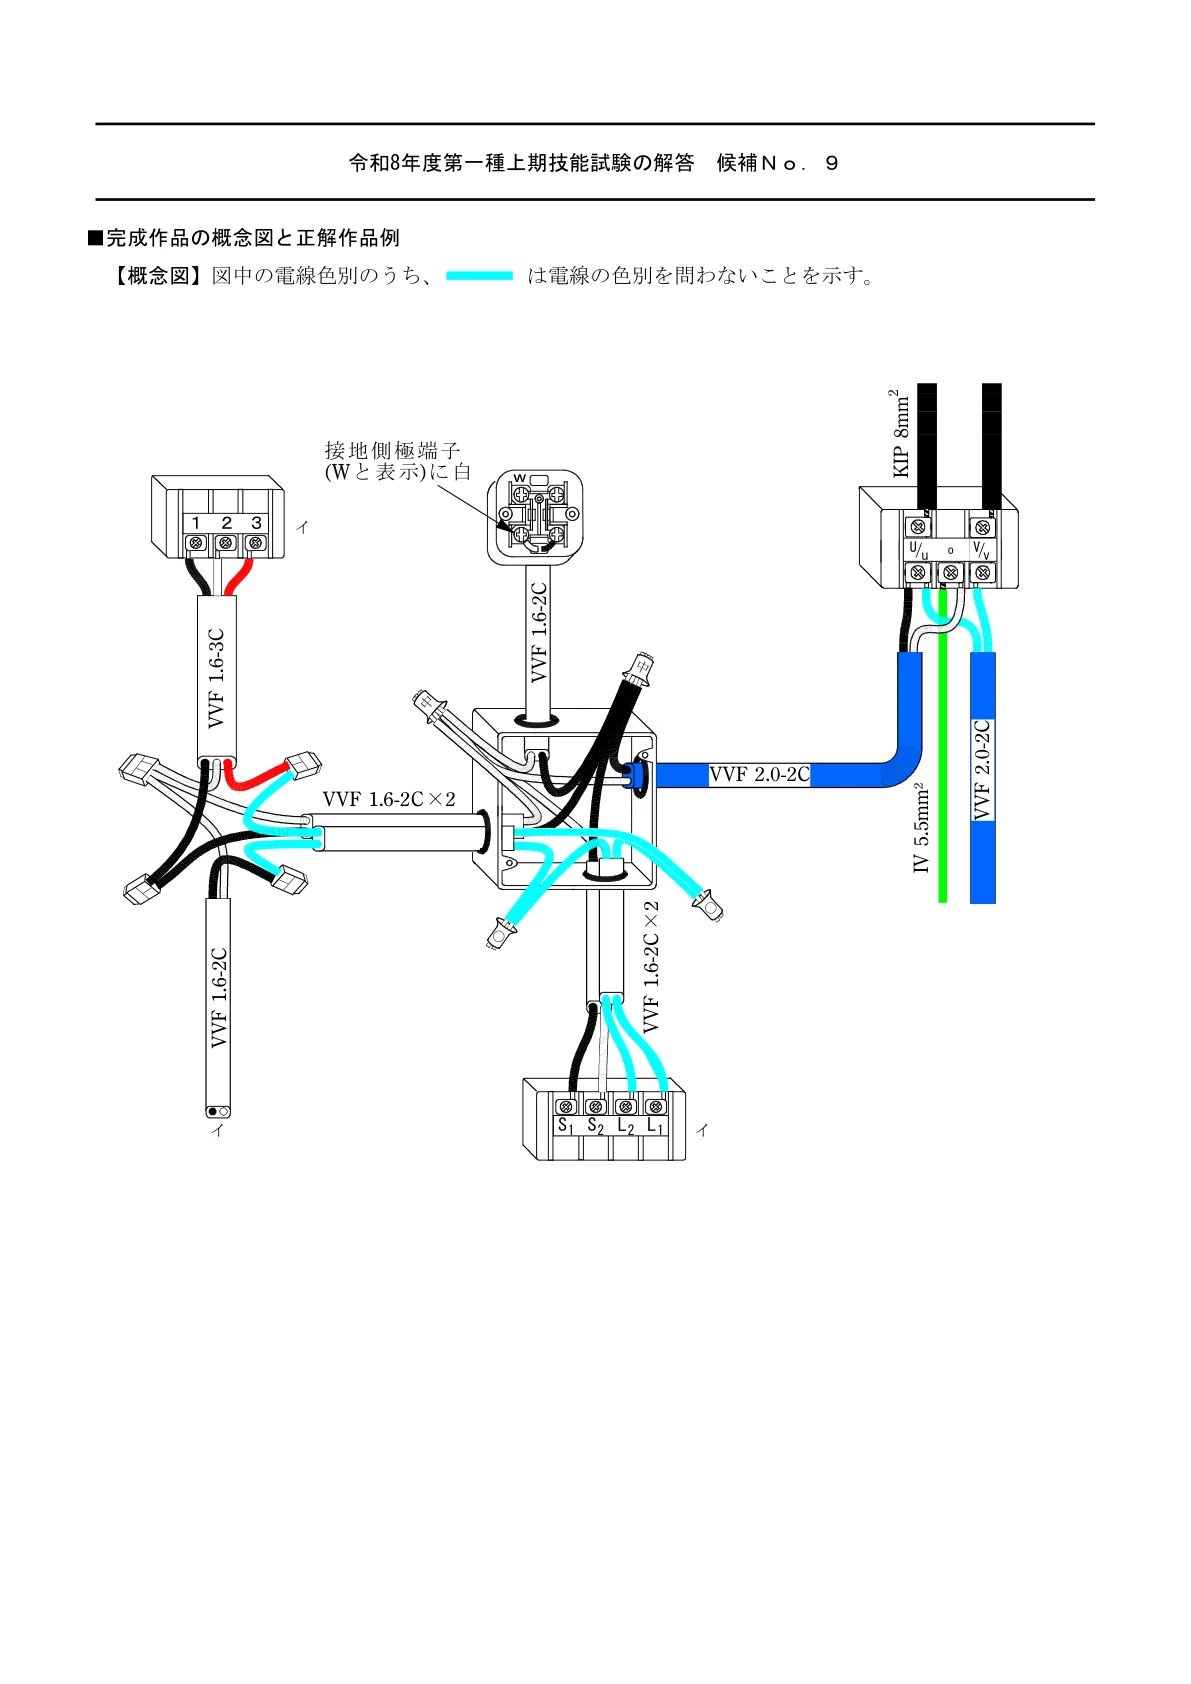 令和8年度第一種上期技能試験の解答　候補Ｎｏ．９
■完成作品の概念図と正解作品例
【概念図】図中の電線色別のうち、　は電線の色別を問わないことを示す。
KIP 8mm²
接地側極端子
(Wと表示)に白
W
1 2 3
イ
U/u o V/v
VVF 1.6-2C
VVF 1.6-3C
中
中
VVF 2.0-2C
VVF 2.0-2C
IV 5.5mm²
VVF 1.6-2C×2
○
○
VVF 1.6-2C×2
VVF 1.6-2C
イ
S₁ S₂ L₂ L₁
イ